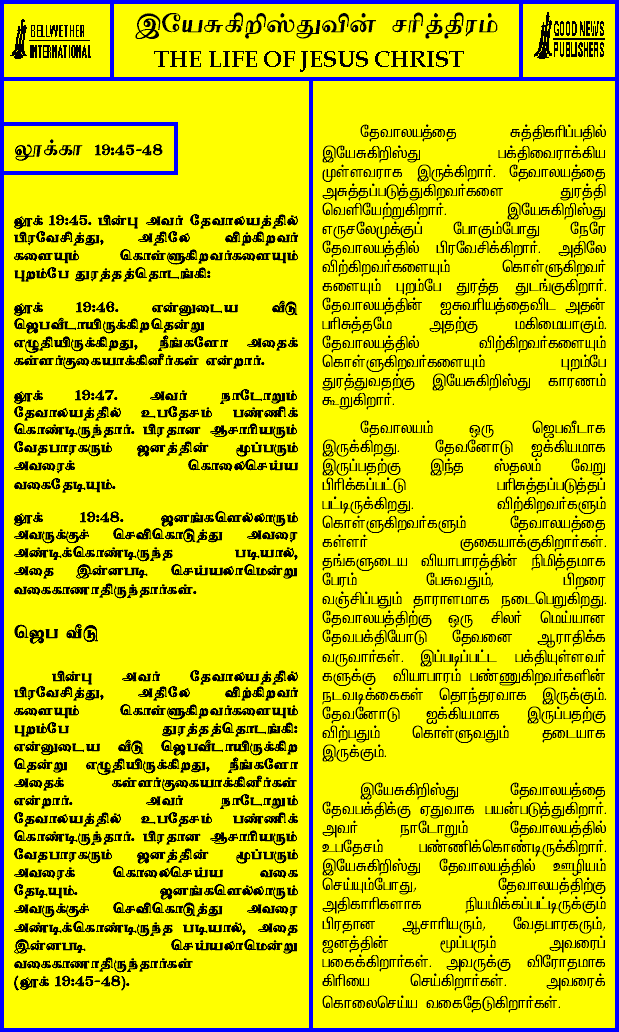 BELLWETHER
INTERNATIONAL
இயேசுகிறிஸ்துவின் சரித்திரம்
THE LIFE OF JESUS CHRIST
GOOD NEWS
PUBLISHERS
லூக்கா 19:45-48
லூக் 19:45. பின்பு அவர் தேவாலயத்தில்
பிரவேசித்து, அதிலே விற்கிறவர்
களையும் கொள்ளுகிறவர்களையும்
புறம்பே துரத்தத்தொடங்கி:
லூக் 19:46. என்னுடைய வீடு
ஜெபவீடாயிருக்கிறதென்று
எழுதியிருக்கிறது, நீங்களோ அதைக்
கள்ளர்குகையாக்கினீர்கள் என்றார்.
லூக் 19:47. அவர் நாடோறும்
தேவாலயத்தில் உபதேசம் பண்ணிக்
கொண்டிருந்தார். பிரதான ஆசாரியரும்
வேதபாரகரும் ஜனத்தின் மூப்பரும்
அவரைக் கொலைசெய்ய
வகைதேடியும்.
லூக் 19:48. ஜனங்களெல்லாரும்
அவருக்குச் செவிகொடுத்து அவரை
அண்டிக்கொண்டிருந்த படியால்,
அதை இன்னபடி செய்யலாமென்று
வகைகாணாதிருந்தார்கள்.
ஜெப வீடு
பின்பு அவர் தேவாலயத்தில்
பிரவேசித்து, அதிலே விற்கிறவர்
களையும் கொள்ளுகிறவர்களையும்
புறம்பே துரத்தத்தொடங்கி:
என்னுடைய வீடு ஜெபவீடாயிருக்கிற
தென்று எழுதியிருக்கிறது, நீங்களோ
அதைக் கள்ளர்குகையாக்கினீர்கள்
என்றார். அவர் நாடோறும்
தேவாலயத்தில் உபதேசம் பண்ணிக்
கொண்டிருந்தார். பிரதான ஆசாரியரும்
வேதபாரகரும் ஜனத்தின் மூப்பரும்
அவரைக் கொலைசெய்ய வகை
தேடியும். ஜனங்களெல்லாரும்
அவருக்குச் செவிகொடுத்து அவரை
அண்டிக்கொண்டிருந்த படியால், அதை
இன்னபடி செய்யலாமென்று
வகைகாணாதிருந்தார்கள்
(லூக் 19:45-48).
தேவாலயத்தை சுத்திகரிப்பதில்
இயேசுகிறிஸ்து பக்திவைராக்கிய
முள்ளவராக இருக்கிறார். தேவாலயத்தை
அசுத்தப்படுத்துகிறவர்களை துரத்தி
வெளியேற்றுகிறார். இயேசுகிறிஸ்து
எருசலேமுக்குப் போகும்போது நேரே
தேவாலயத்தில் பிரவேசிக்கிறார். அதிலே
விற்கிறவர்களையும் கொள்ளுகிறவர்
களையும் புறம்பே துரத்த துடங்குகிறார்.
தேவாலயத்தின் ஐசுவரியத்தைவிட அதன்
பரிசுத்தமே அதற்கு மகிமையாகும்.
தேவாலயத்தில் விற்கிறவர்களையும்
கொள்ளுகிறவர்களையும் புறம்பே
துரத்துவதற்கு இயேசுகிறிஸ்து காரணம்
கூறுகிறார்.
தேவாலயம் ஒரு ஜெபவீடாக
இருக்கிறது. தேவனோடு ஐக்கியமாக
இருப்பதற்கு இந்த ஸ்தலம் வேறு
பிரிக்கப்பட்டு பரிசுத்தப்படுத்தப்
பட்டிருக்கிறது. விற்கிறவர்களும்
கொள்ளுகிறவர்களும் தேவாலயத்தை
கள்ளர் குகையாக்குகிறார்கள்.
தங்களுடைய வியாபாரத்தின் நிமித்தமாக
பேரம் பேசுவதும், பிறரை
வஞ்சிப்பதும் தாராளமாக நடைபெறுகிறது.
தேவாலயத்திற்கு ஒரு சிலர் மெய்யான
தேவபக்தியோடு தேவனை ஆராதிக்க
வருவார்கள். இப்படிப்பட்ட பக்தியுள்ளவர்
களுக்கு வியாபாரம் பண்ணுகிறவர்களின்
நடவடிக்கைகள் தொந்தரவாக இருக்கும்.
தேவனோடு ஐக்கியமாக இருப்பதற்கு
விற்பதும் கொள்ளுவதும் தடையாக
இருக்கும்.
இயேசுகிறிஸ்து தேவாலயத்தை
தேவபக்திக்கு ஏதுவாக பயன்படுத்துகிறார்.
அவர் நாடோறும் தேவாலயத்தில்
உபதேசம் பண்ணிக்கொண்டிருக்கிறார்.
இயேசுகிறிஸ்து தேவாலயத்தில் ஊழியம்
செய்யும்போது, தேவாலயத்திற்கு
அதிகாரிகளாக நியமிக்கப்பட்டிருக்கும்
பிரதான ஆசாரியரும், வேதபாரகரும்,
ஜனத்தின் மூப்பரும் அவரைப்
பகைக்கிறார்கள். அவருக்கு விரோதமாக
கிரியை செய்கிறார்கள். அவரைக்
கொலைசெய்ய வகைதேடுகிறார்கள்.